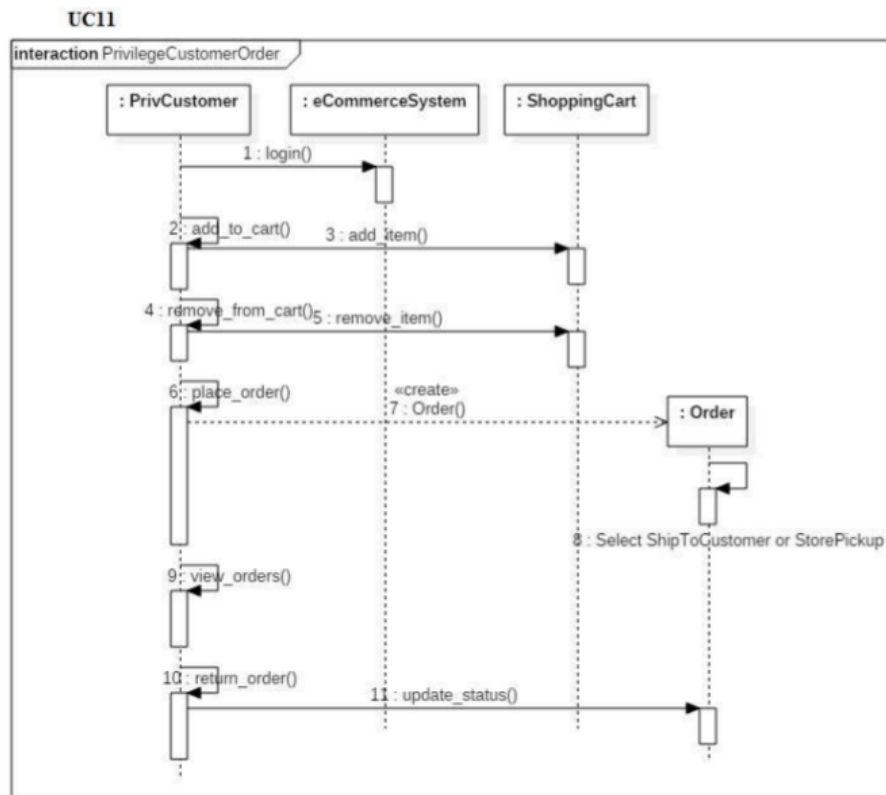 UC11
interaction PrivilegeCustomerOrder
: PrivCustomer
: eCommerceSystem
: ShoppingCart
1 : login()
2 : add_to_cart()
3 : add_item()
4 : remove_from_cart()
5 : remove_item()
6 : place_order()
«create»
7 : Order()
: Order
8 : Select ShipToCustomer or StorePickup
9 : view_orders()
10 : return_order()
11 : update_status()